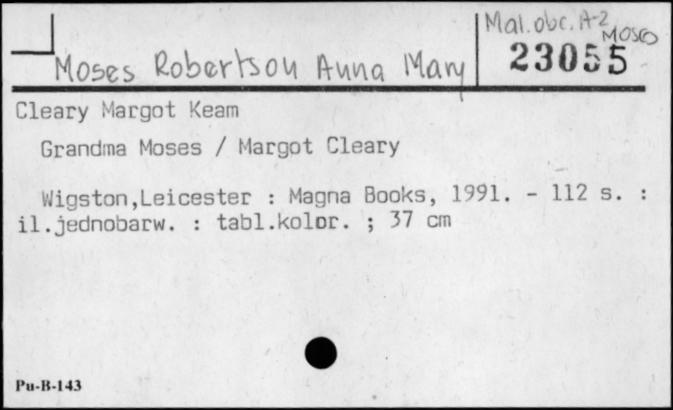 Mal.obc. A-2
MOSES
23055
Moses Robertson Anna Mary
Cleary Margot Keam
Grandma Moses / Margot Cleary
Wigston,Leicester : Magna Books, 1991. - 112 s. :
il.jednobarw. : tabl.kolor. ; 37 cm
Pu-B-143